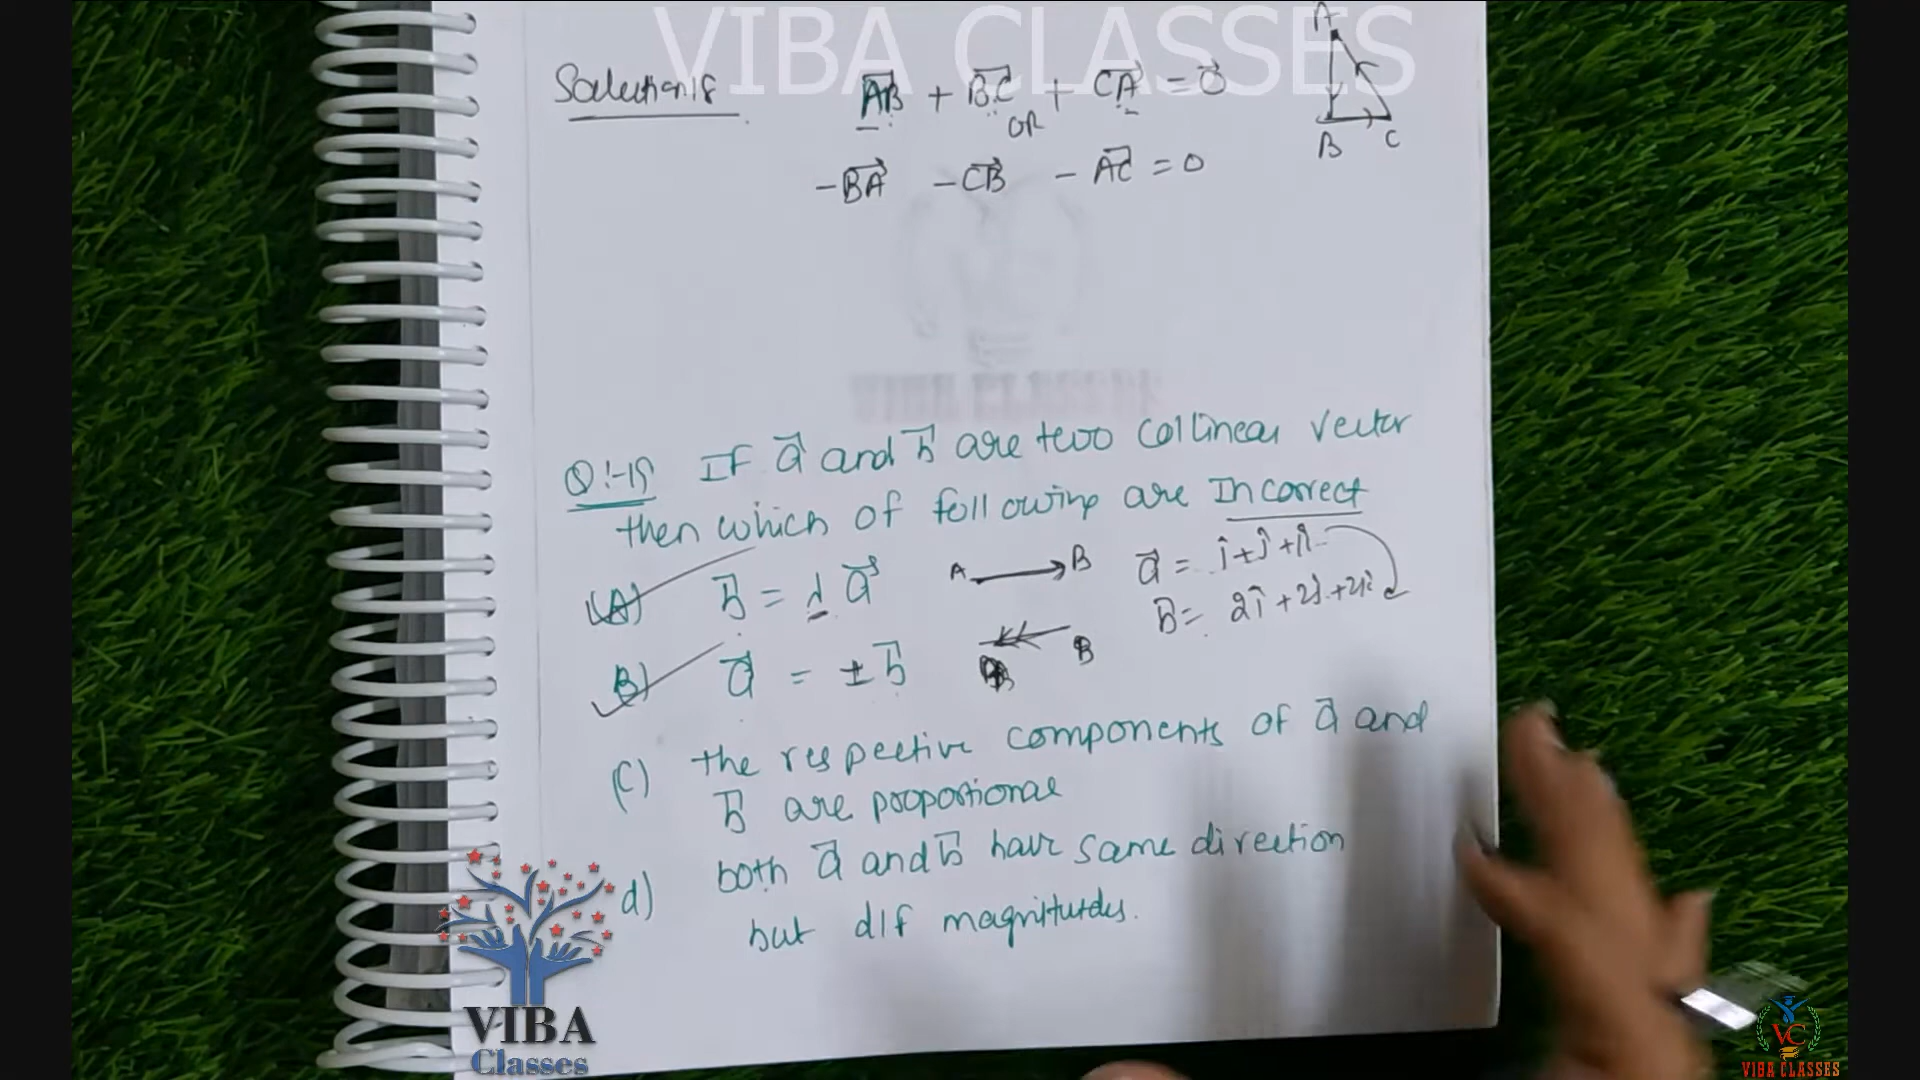 VIBA CLASSES
Solution:
AB + BC + CA = 0
OR
-BA - CB - AC = 0
A
B C
Q:-19 If a and b are two collinear vector
then which of following are Incorrect
(A) b = λ a
A B
a = î+ĵ+k̂
b = 2î+2ĵ+2k̂
(B) a = ± b
B
(C) the respective components of a and
b are proportional
d) both a and b have same direction
but dif magnitudes.
VIBA
Classes
VC
VIBA CLASSES